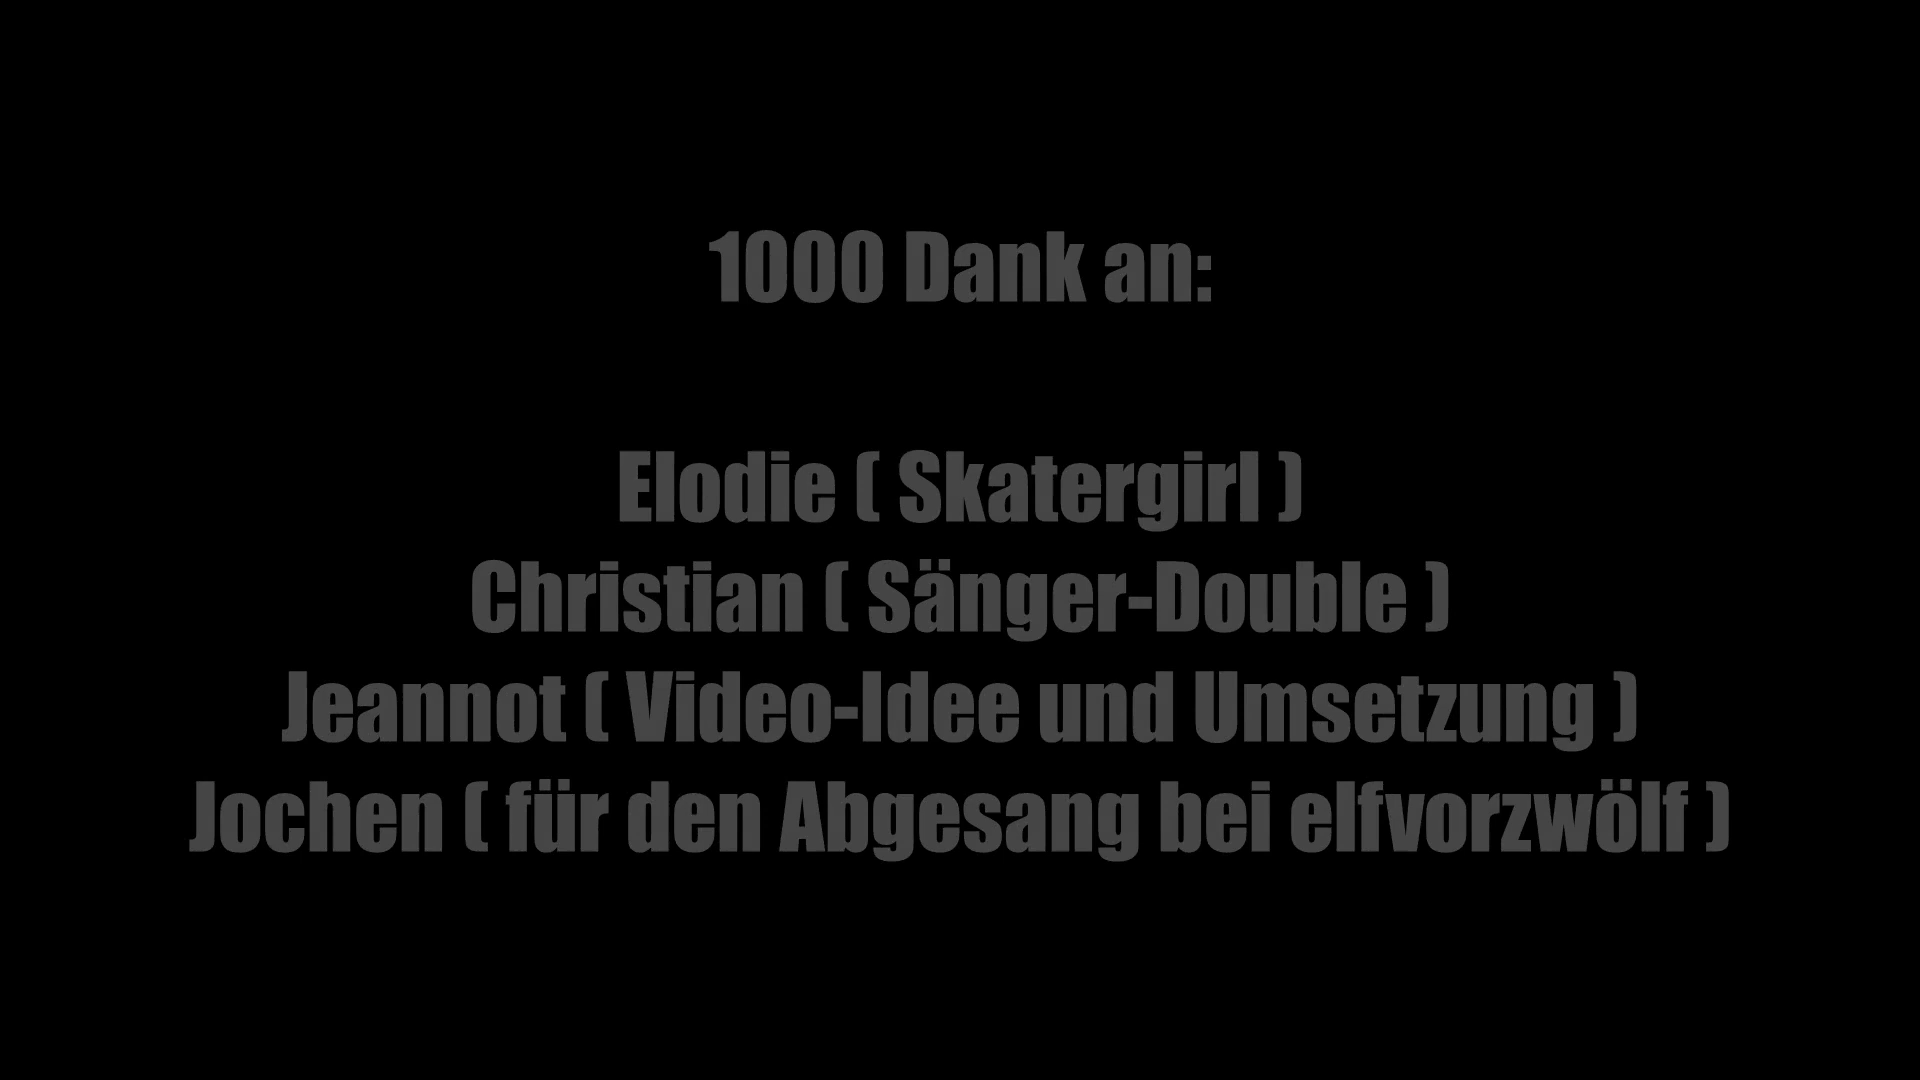 1000 Dank an:
Elodie ( Skatergirl )
Christian ( Sänger-Double )
Jeannot ( Video-Idee und Umsetzung )
Jochen ( für den Abgesang bei elfvorzwölf )